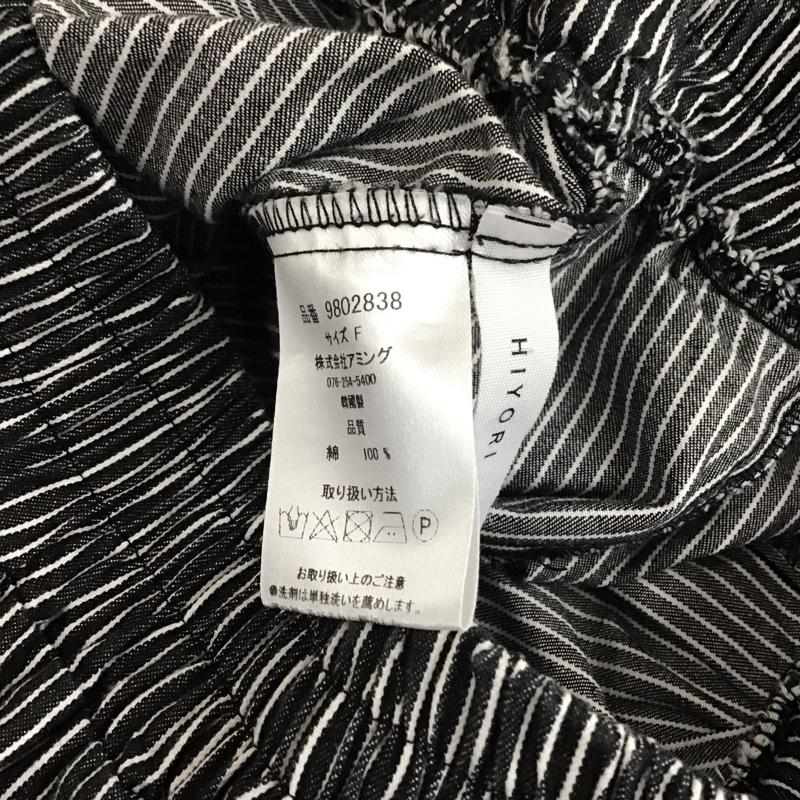 品番 9802838
サイズ F
株式会社アミング
076-254-5400
韓國製
品質
綿 100 %
取り扱い方法
P
お取り扱い上のご注意
●洗剤は単独洗いを薦めします。
HIYORI